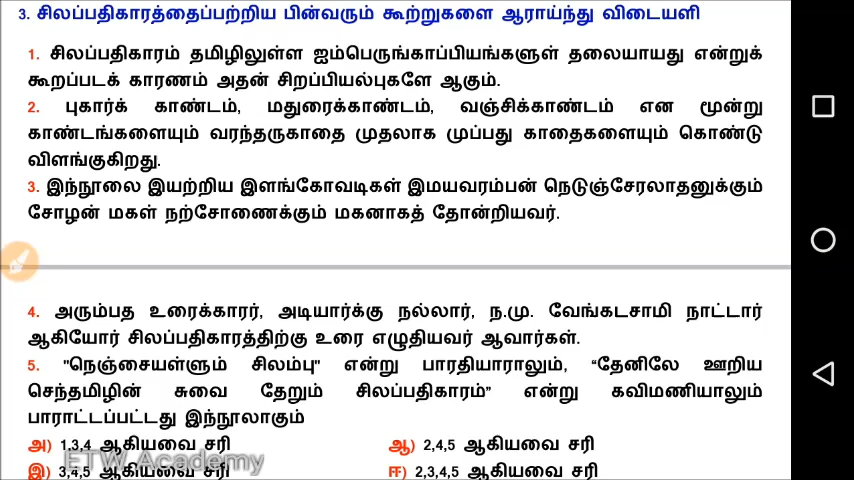 3. சிலப்பதிகாரத்தைப்பற்றிய பின்வரும் கூற்றுகளை ஆராய்ந்து விடையளி
1. சிலப்பதிகாரம் தமிழிலுள்ள ஐம்பெருங்காப்பியங்களுள் தலையாயது என்றுக்
கூறப்படக் காரணம் அதன் சிறப்பியல்புகளே ஆகும்.
2. புகார்க் காண்டம், மதுரைக்காண்டம், வஞ்சிக்காண்டம் என மூன்று
காண்டங்களையும் வரந்தருகாதை முதலாக முப்பது காதைகளையும் கொண்டு
விளங்குகிறது.
3. இந்நூலை இயற்றிய இளங்கோவடிகள் இமயவரம்பன் நெடுஞ்சேரலாதனுக்கும்
சோழன் மகள் நற்சோணைக்கும் மகனாகத் தோன்றியவர்.
4. அரும்பத உரைக்காரர், அடியார்க்கு நல்லார், ந.மு. வேங்கடசாமி நாட்டார்
ஆகியோர் சிலப்பதிகாரத்திற்கு உரை எழுதியவர் ஆவார்கள்.
5. "நெஞ்சையள்ளும் சிலம்பு" என்று பாரதியாராலும், “தேனிலே ஊறிய
செந்தமிழின் சுவை தேறும் சிலப்பதிகாரம்” என்று கவிமணியாலும்
பாராட்டப்பட்டது இந்நூலாகும்
அ) 1,3,4 ஆகியவை சரி ஆ) 2,4,5 ஆகியவை சரி
இ) 3,4,5 ஆகியவை சரி ஈ) 2,3,4,5 ஆகியவை சரி
ETW Academy